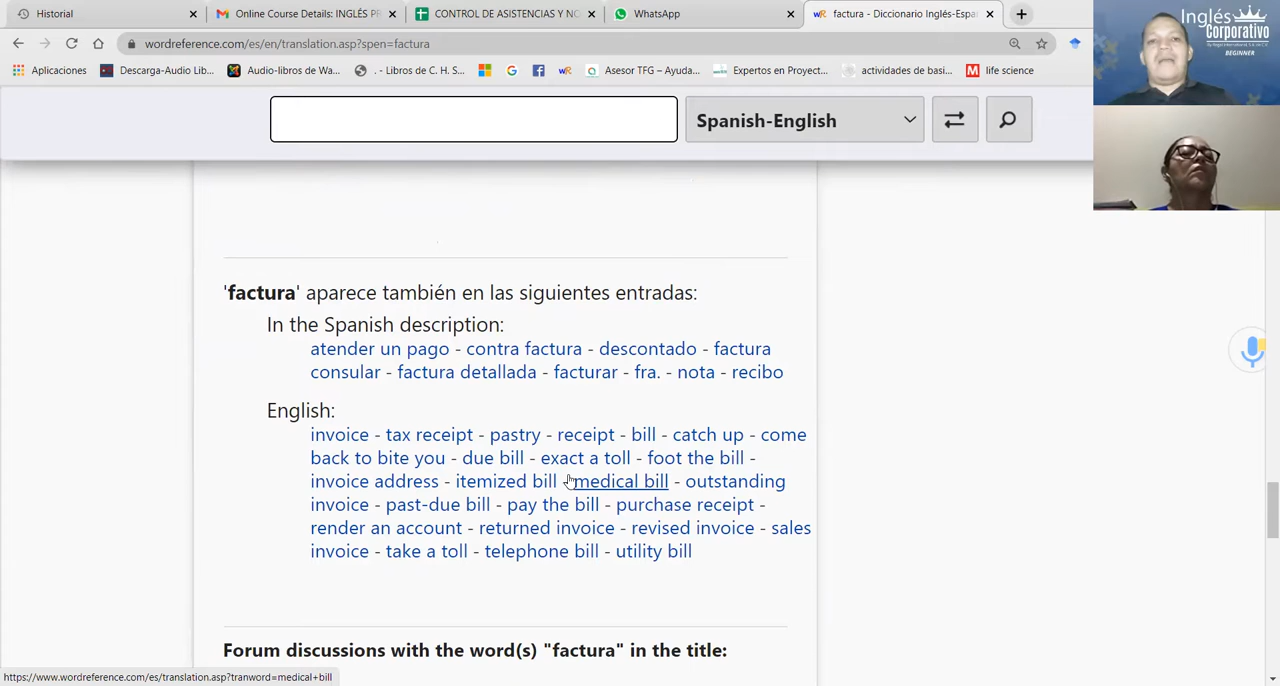 Historial
Online Course Details: INGLÉS PR
CONTROL DE ASISTENCIAS Y NO
WhatsApp
factura - Diccionario Inglés-Espa
wordreference.com/es/en/translation.asp?spen=factura
Aplicaciones
Descarga-Audio Lib...
Audio-libros de Wa...
. - Libros de C. H. S...
Asesor TFG – Ayuda...
Expertos en Proyect...
actividades de basi...
life science
Inglés
Corporativo
BEGINNER
Spanish-English
'factura' aparece también en las siguientes entradas:
In the Spanish description:
atender un pago - contra factura - descontado - factura
consular - factura detallada - facturar - fra. - nota - recibo
English:
invoice - tax receipt - pastry - receipt - bill - catch up - come
back to bite you - due bill - exact a toll - foot the bill -
invoice address - itemized bill - medical bill - outstanding
invoice - past-due bill - pay the bill - purchase receipt -
render an account - returned invoice - revised invoice - sales
invoice - take a toll - telephone bill - utility bill
Forum discussions with the word(s) "factura" in the title:
https://www.wordreference.com/es/translation.asp?tranword=medical+bill